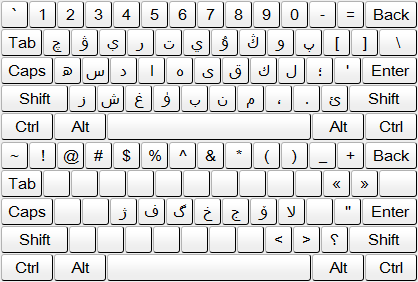 ` 1 2 3 4 5 6 7 8 9 0 - = Back
Tab چ ۋ ي ر ت ي ۇ ڭ و پ [ ] \
Caps ھ س د ا ە ى ق ك ل ؛ ' Enter
Shift ز ش غ ۈ ب ن م ، . ئ Shift
Ctrl Alt Alt Ctrl
~ ! @ # $ % ^ & * ( ) _ + Back
Tab « »
Caps ژ ف گ خ ج ۆ لا " Enter
Shift < > ؟ Shift
Ctrl Alt Alt Ctrl